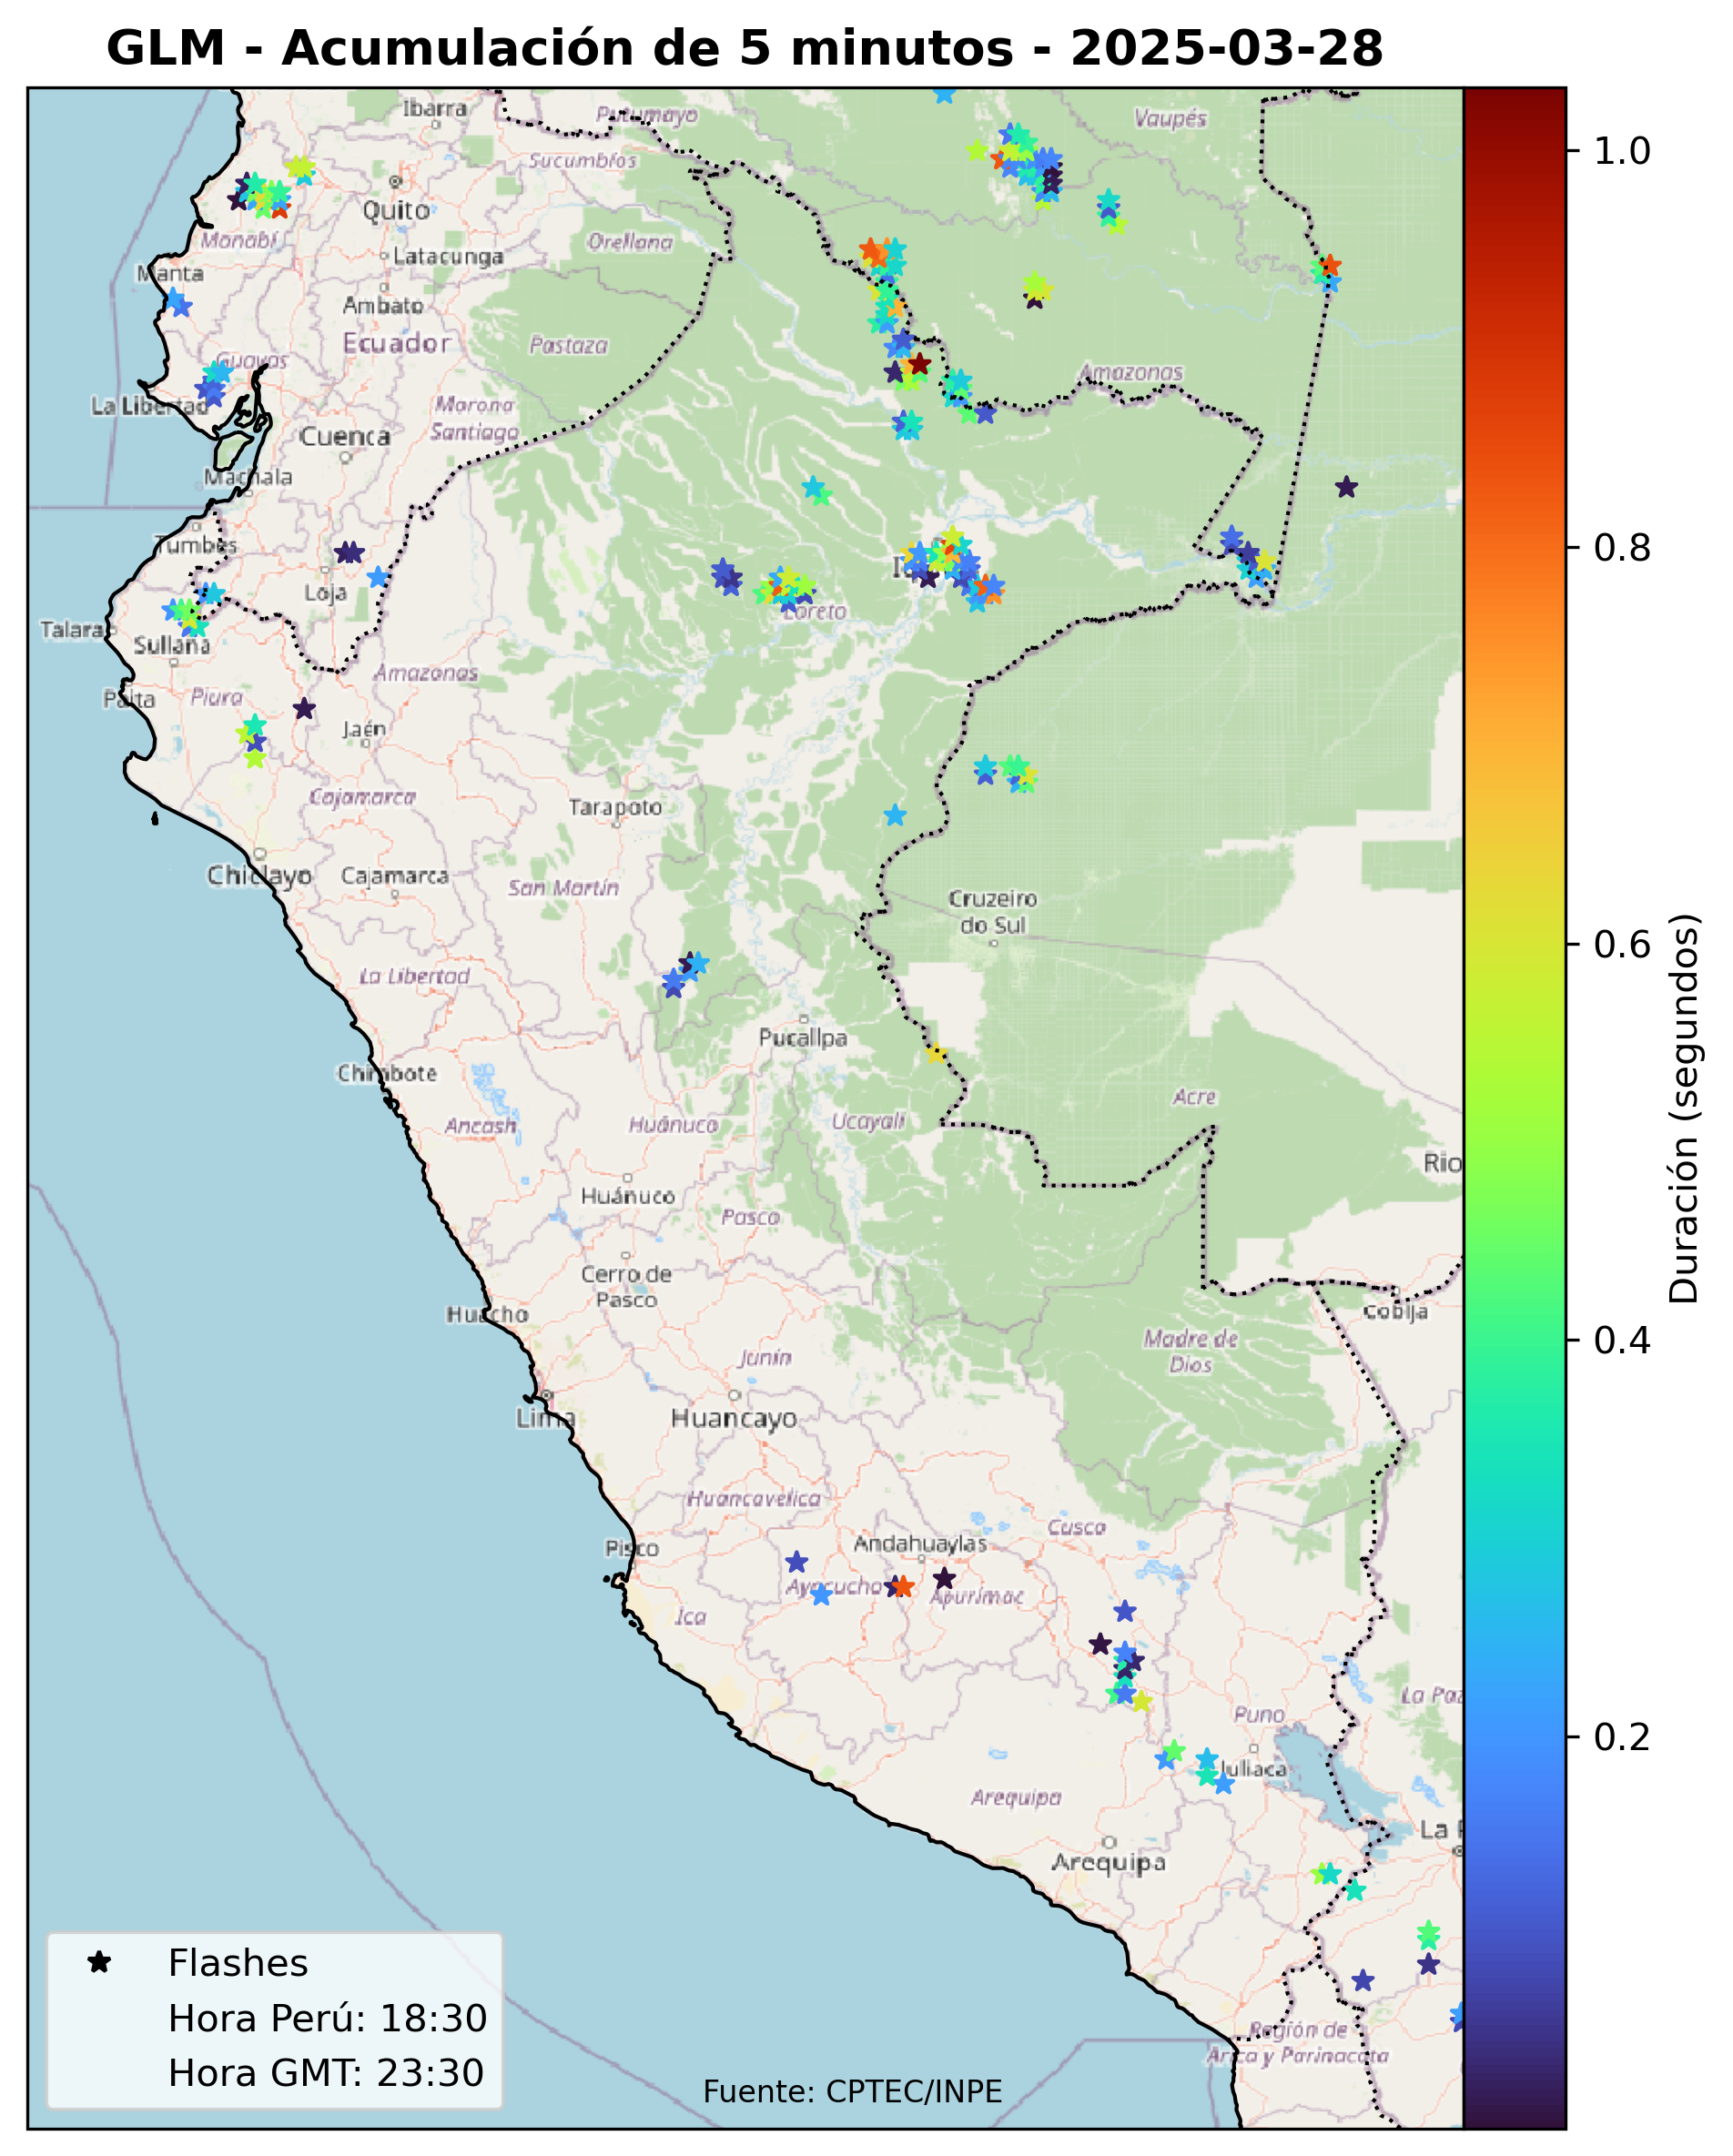 GLM - Acumulación de 5 minutos - 2025-03-28
Ibarra
Putumayo
Vaupés
Sucumbíos
Quito
Manabí
Orellana
Latacunga
Manta
Ambato
Ecuador
Pastaza
Guayas
Amazonas
La Libertad
Morona
Santiago
Cuenca
Machala
Tumbes
Loja
Loreto
Talara
Sullana
Amazonas
Paita
Piura
Jaén
Cajamarca
Tarapoto
Chiclayo
Cajamarca
San Martín
Cruzeiro
do Sul
La Libertad
Pucallpa
Chimbote
Ancash
Huánuco
Ucayali
Acre
Rio
Huánuco
Pasco
Cerro de
Pasco
Huacho
Cobija
Madre de
Dios
Junín
Lima
Huancayo
Huancavelica
Cusco
Pisco
Andahuaylas
Ayacucho
Apurímac
Ica
La Paz
Puno
Juliaca
Arequipa
La P
Arequipa
Región de
Arica y Parinacota
Flashes
Hora Perú: 18:30
Hora GMT: 23:30
Fuente: CPTEC/INPE
1.0
0.8
0.6
0.4
0.2
Duración (segundos)